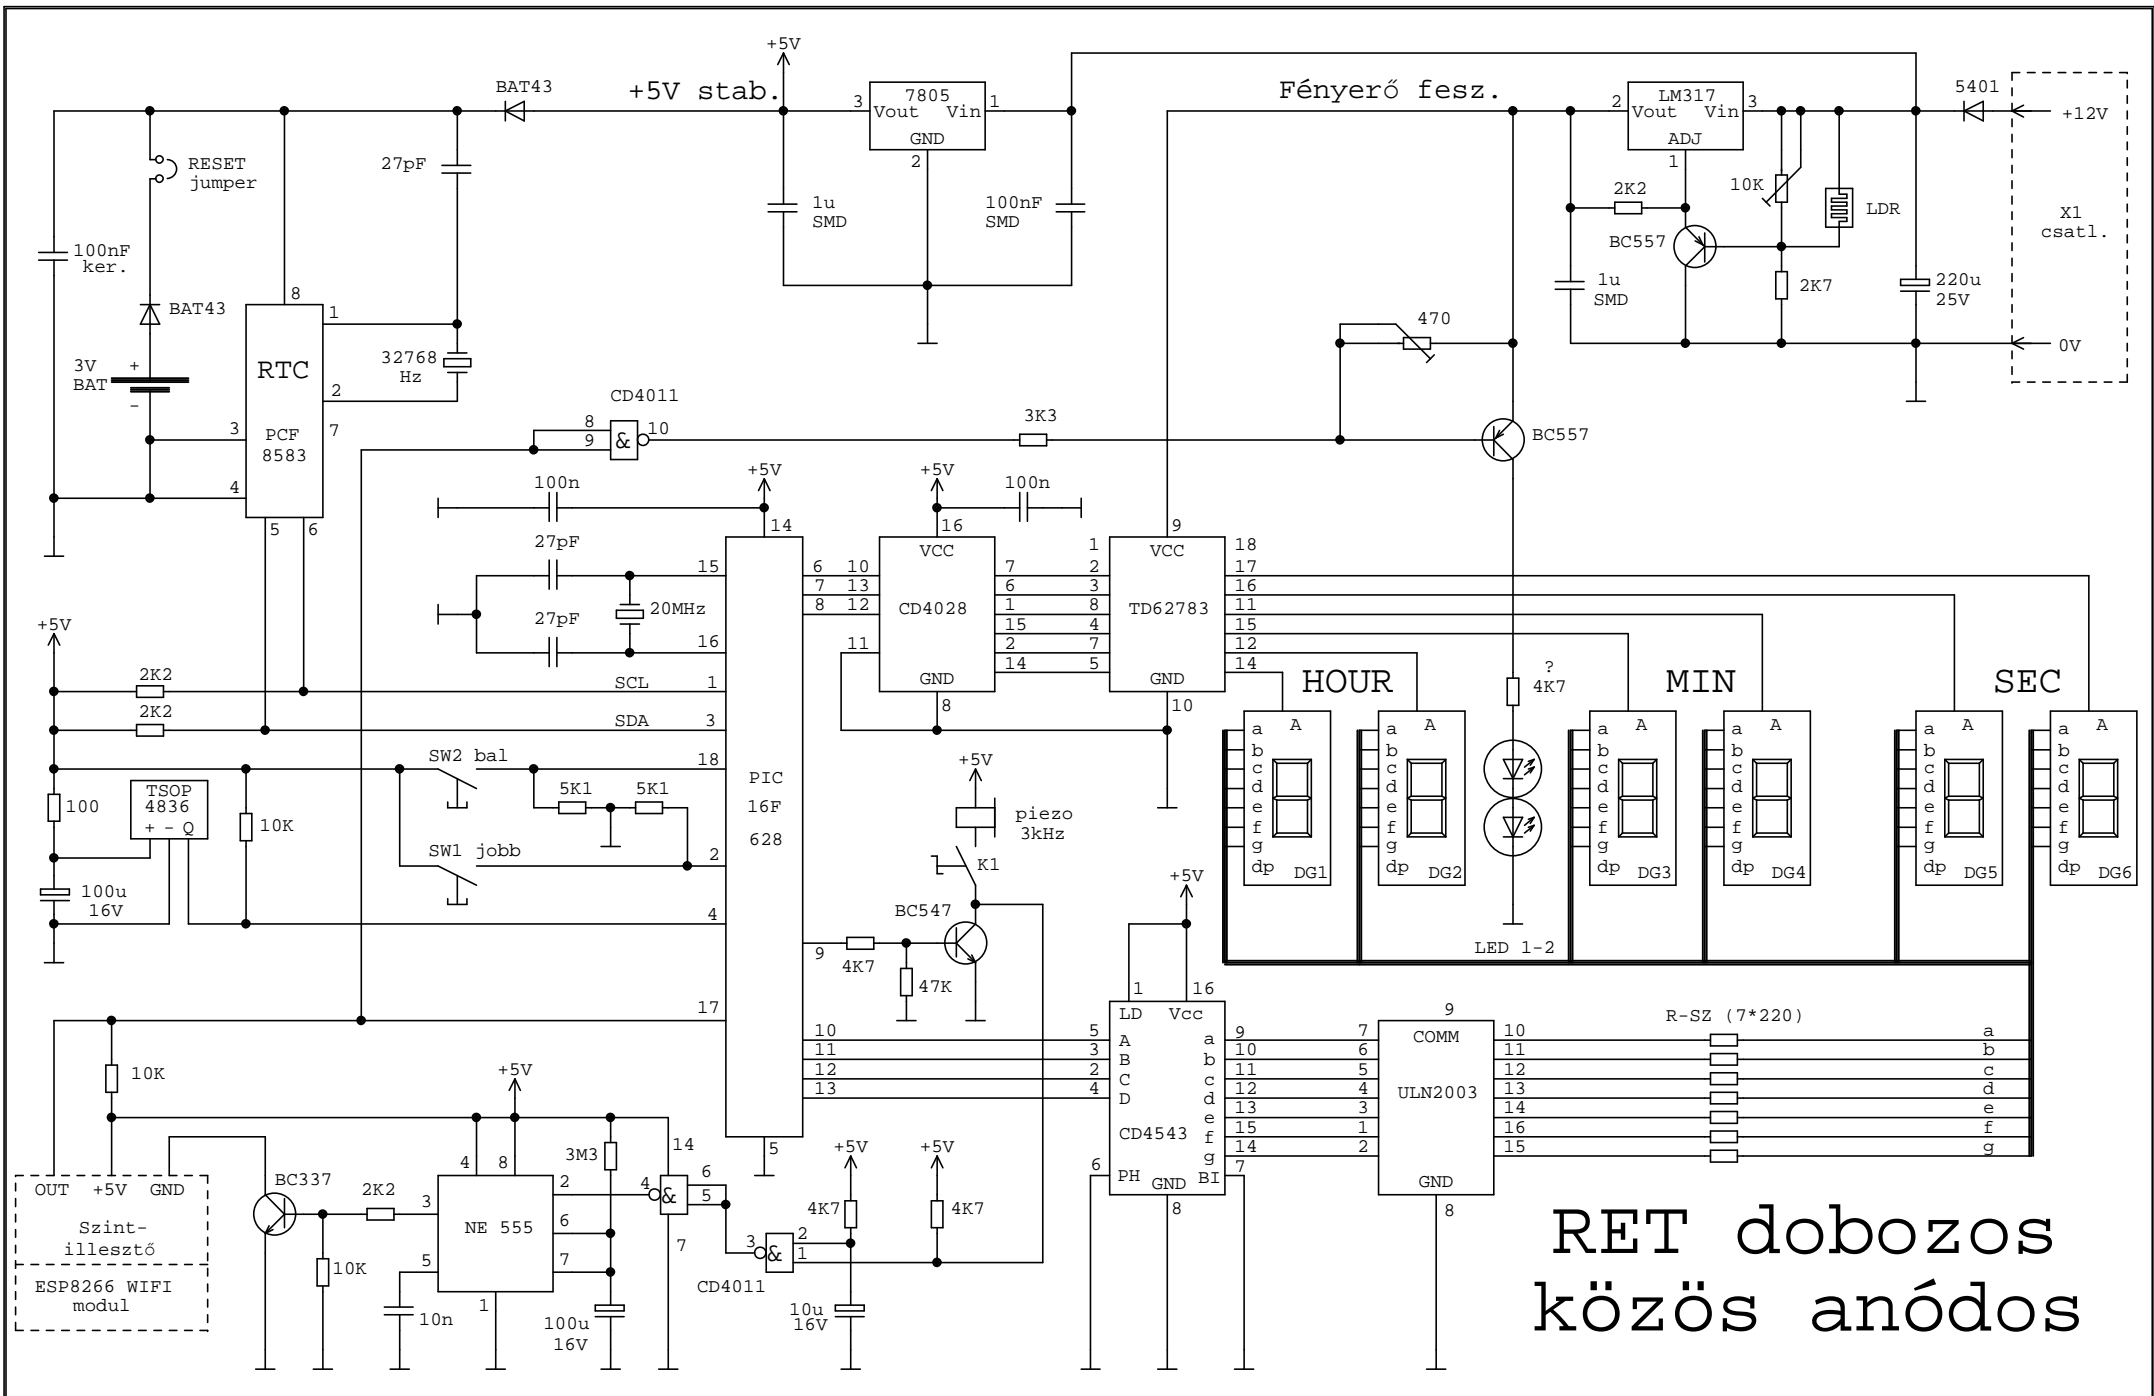 +5V
BAT43
+5V stab.
3
7805
Vout Vin
GND
2
1
Fényerő fesz.
2
LM317
Vout Vin
ADJ
1
3
5401
+12V
RESET
jumper
27pF
1u
SMD
100nF
SMD
2K2
10K
LDR
X1
csatl.
BC557
100nF
ker.
BAT43
8
1
1u
SMD
2K7
220u
25V
470
0V
3V
BAT
+
-
RTC
32768
Hz
2
CD4011
3
PCF
8583
7
8
9
&
10
3K3
BC557
4
5
6
+5V
100n
14
+5V
100n
16
9
27pF
15
VCC
1
VCC
18
6
10
7
2
17
7
13
6
3
16
20MHz
8
12
CD4028
1
8
TD62783
11
+5V
27pF
15
4
15
16
11
2
7
12
14
5
14
GND
GND
2K2
SCL
1
8
10
?
4K7
HOUR
MIN
SEC
2K2
SDA
3
SW2 bal
18
PIC
16F
628
+5V
TSOP
4836
+ - Q
100
10K
5K1
5K1
piezo
3kHz
SW1 jobb
2
K1
100u
16V
4
BC547
9
4K7
47K
+5V
a
b
c
d
e
f
g
dp
A
DG1
a
b
c
d
e
f
g
dp
A
DG2
LED 1-2
a
b
c
d
e
f
g
dp
A
DG3
a
b
c
d
e
f
g
dp
A
DG4
a
b
c
d
e
f
g
dp
A
DG5
a
b
c
d
e
f
g
dp
A
DG6
17
1
16
LD
Vcc
9
R-SZ (7*220)
10
5
A
a
9
7
COMM
10
a
11
3
B
b
10
6
11
b
12
2
C
c
11
5
12
c
13
4
D
d
12
4
ULN2003
13
d
e
13
3
14
e
CD4543
f
15
1
16
f
g
14
2
15
g
6
PH
GND
BI
7
GND
8
8
10K
+5V
5
3M3
14
+5V
+5V
OUT +5V GND
BC337
2K2
3
4
8
2
4
&
6
5
4K7
4K7
Szint-
illesztő
NE 555
6
7
5
7
3
&
2
1
10K
ESP8266 WIFI
modul
10n
1
100u
16V
CD4011
10u
16V
RET dobozos
közös anódos